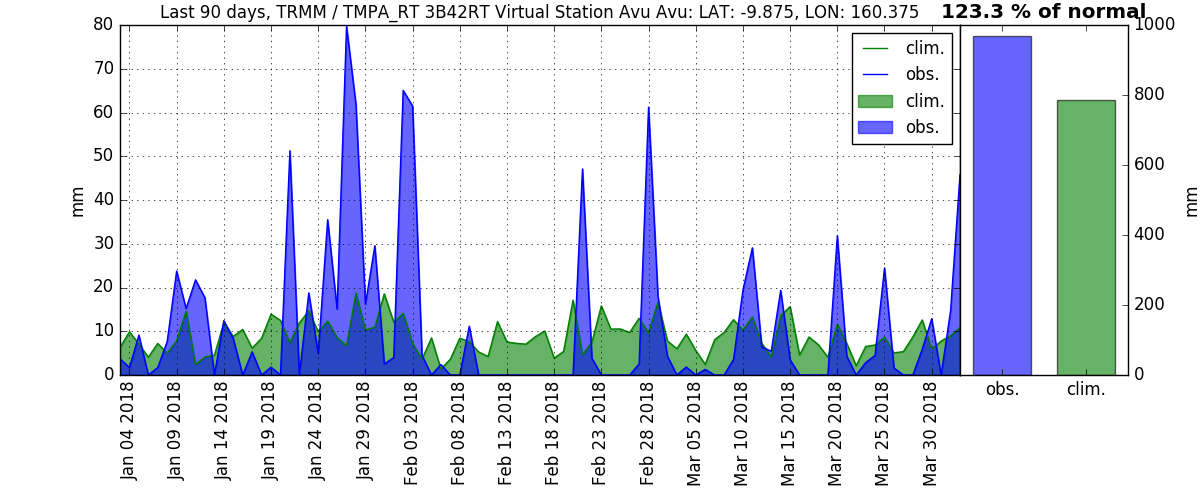 Last 90 days, TRMM / TMPA_RT 3B42RT Virtual Station Avu Avu: LAT: -9.875, LON: 160.375
123.3 % of normal
80
70
60
50
40
30
20
10
0
mm
clim.
obs.
clim.
obs.
Jan 04 2018
Jan 09 2018
Jan 14 2018
Jan 19 2018
Jan 24 2018
Jan 29 2018
Feb 03 2018
Feb 08 2018
Feb 13 2018
Feb 18 2018
Feb 23 2018
Feb 28 2018
Mar 05 2018
Mar 10 2018
Mar 15 2018
Mar 20 2018
Mar 25 2018
Mar 30 2018
1000
800
600
400
200
0
mm
obs.
clim.